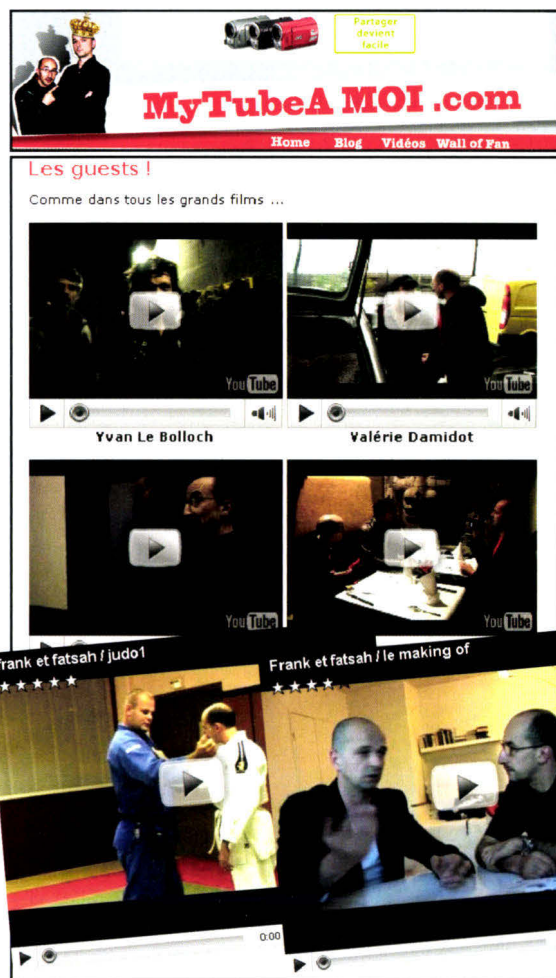 Partager
devient
facile
MyTubeA MOI.com
Home Blog Vidéos Wall of Fan
Les guests !
Comme dans tous les grands films ...
YouTube
YouTube
Yvan Le Bolloch
Valérie Damidot
YouTube
YouTube
frank et fatsah / judo1
Frank et fatsah / le making of
0:00